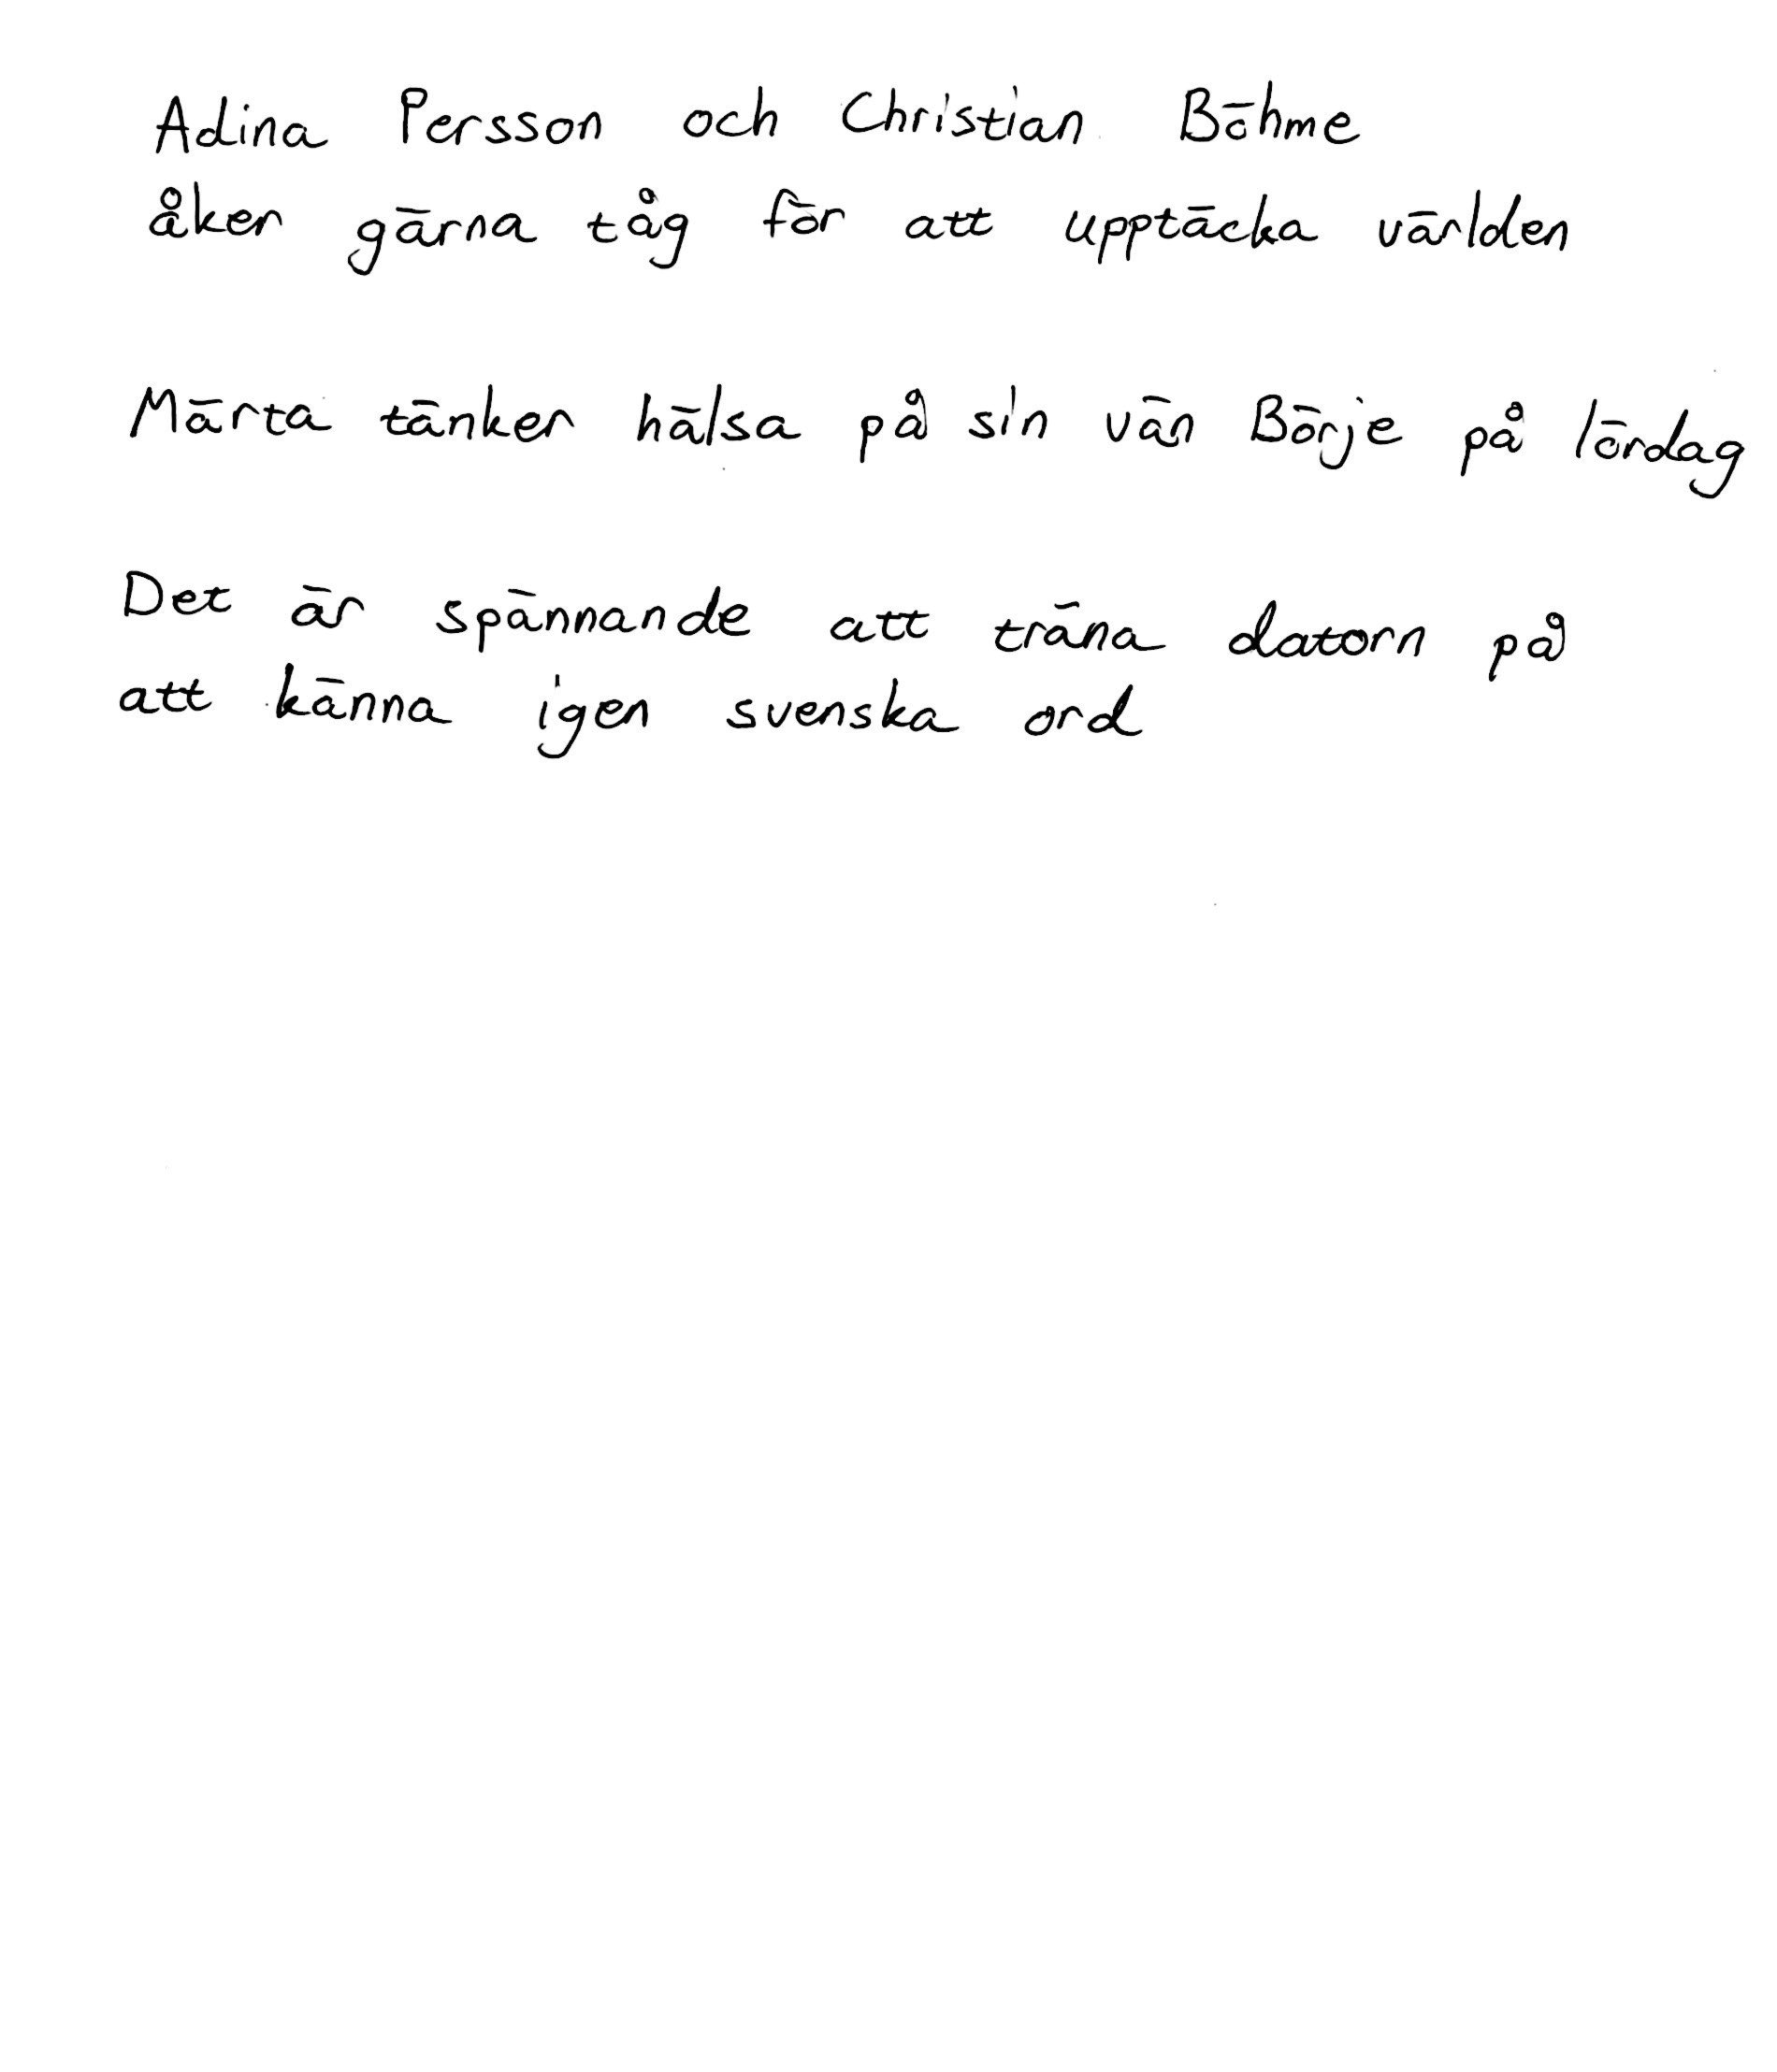 Adina Persson och Christian Böhme
åker gärna tåg för att upptäcka världen
Märta tänker hälsa på sin vän Börje på lördag
Det är spännande att träna datorn på
att känna igen svenska ord